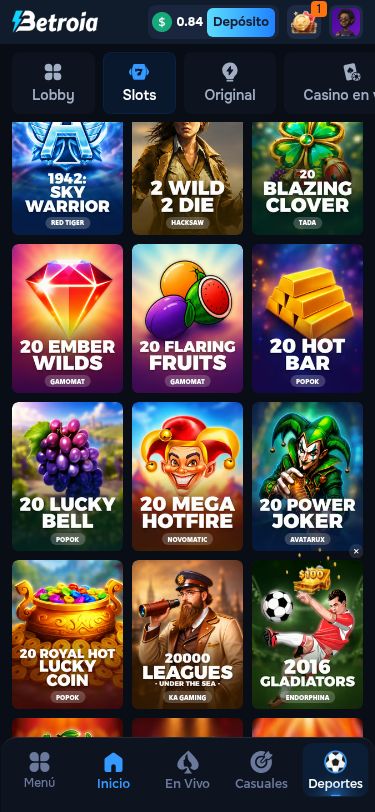 Betroia
$ 0.84 Depósito
1
Lobby
Slots
Original
Casino en
1942:
SKY
WARRIOR
RED TIGER
2 WILD
2 DIE
HACKSAW
20
BLAZING
CLOVER
TADA
20 EMBER
WILDS
GAMOMAT
20 FLARING
FRUITS
GAMOMAT
20 HOT
BAR
POPOK
20 LUCKY
BELL
POPOK
20 MEGA
HOTFIRE
NOVOMATIC
20 POWER
JOKER
AVATARUX
20 ROYAL HOT
LUCKY
COIN
POPOK
20000
LEAGUES
- UNDER THE SEA -
KA GAMING
$100
2016
GLADIATORS
ENDORPHINA
Menú
Inicio
En Vivo
Casuales
Deportes